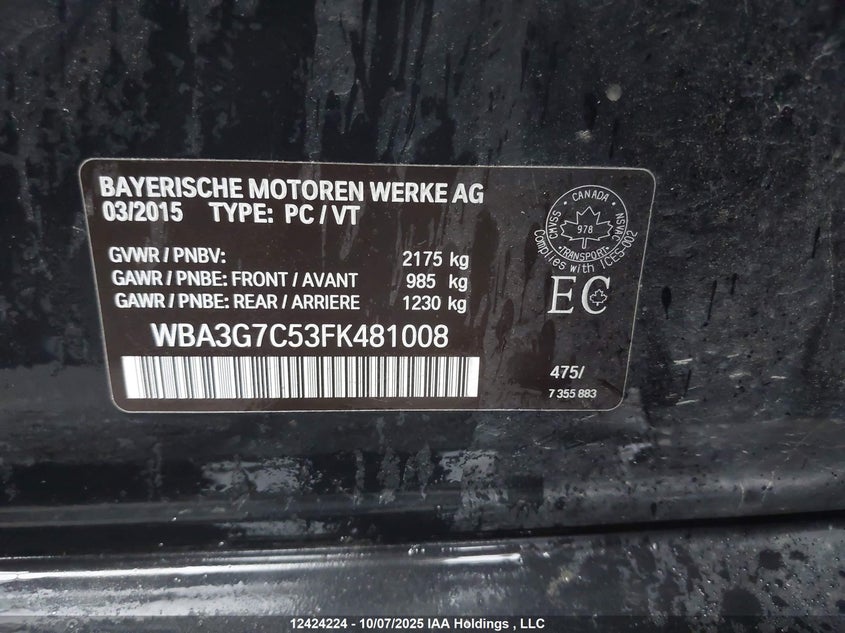 BAYERISCHE MOTOREN WERKE AG
03/2015 TYPE: PC / VT
GVWR / PNBV: 2175 kg
GAWR / PNBE: FRONT / AVANT 985 kg
GAWR / PNBE: REAR / ARRIERE 1230 kg
WBA3G7C53FK481008
CANADA
CMVSS
NSVAC
978
TRANSPORT
Complies with ICES-002
EC
475/
7 355 883
12424224 - 10/07/2025 IAA Holdings , LLC